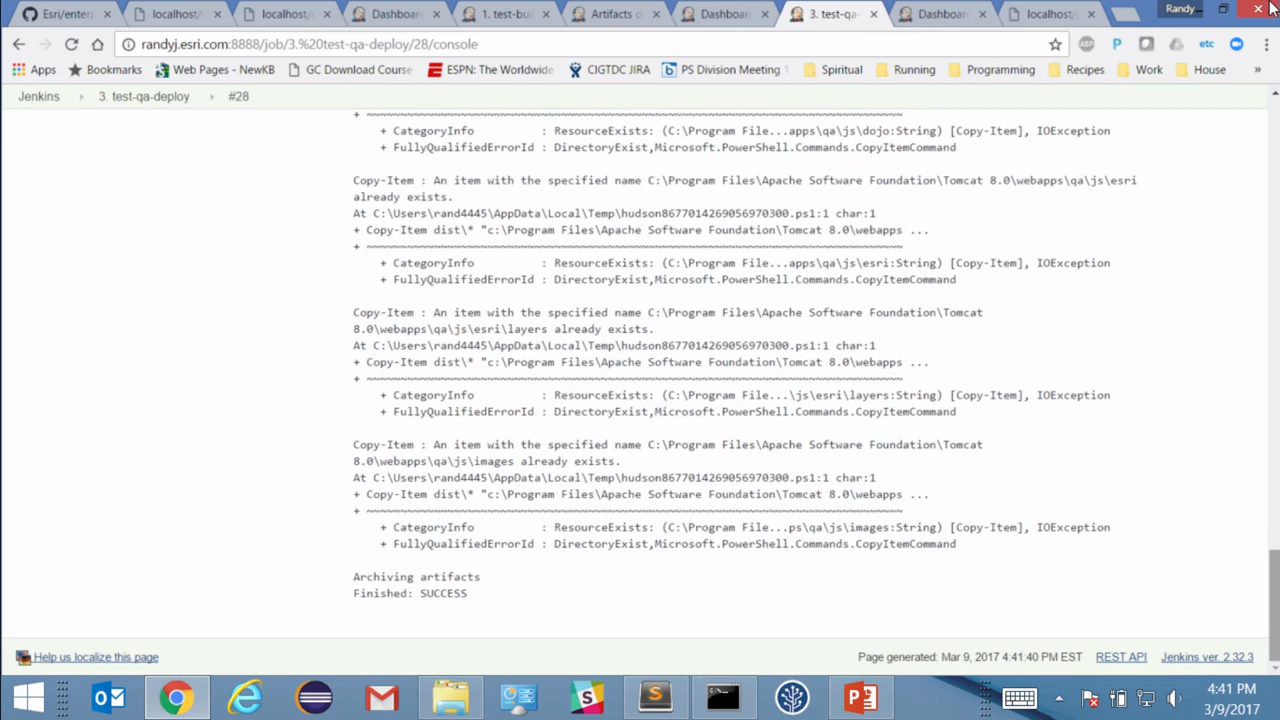 Esri/enter
localhost/
localhost/
Dashboar
1. test-bu
Artifacts o
Dashboar
3. test-qa-
Dashboar
localhost/
Randy
randyj.esri.com:8888/job/3.%20test-qa-deploy/28/console
ABP
P
etc
Apps
Bookmarks
Web Pages - NewKB
GC Download Course
ESPN: The Worldwide
CIGTDC JIRA
PS Division Meeting
Spiritual
Running
Programming
Recipes
Work
House
»
Jenkins
3. test-qa-deploy
#28
+ ~~~~~~~~~~~~~~~~~~~~~~~~~~~~~~~~~~~~~~~~~~~~~~~~~~~~~~~~~~~~~~~~~~~~~~~~~~~~~~~~
+ CategoryInfo : ResourceExists: (C:\Program File...apps\qa\js\dojo:String) [Copy-Item], IOException
+ FullyQualifiedErrorId : DirectoryExist,Microsoft.PowerShell.Commands.CopyItemCommand
Copy-Item : An item with the specified name C:\Program Files\Apache Software Foundation\Tomcat 8.0\webapps\qa\js\esri
already exists.
At C:\Users\rand4445\AppData\Local\Temp\hudson8677014269056970300.ps1:1 char:1
+ Copy-Item dist\* "c:\Program Files\Apache Software Foundation\Tomcat 8.0\webapps ...
+ ~~~~~~~~~~~~~~~~~~~~~~~~~~~~~~~~~~~~~~~~~~~~~~~~~~~~~~~~~~~~~~~~~~~~~~~~~~~~~~~~
+ CategoryInfo : ResourceExists: (C:\Program File...apps\qa\js\esri:String) [Copy-Item], IOException
+ FullyQualifiedErrorId : DirectoryExist,Microsoft.PowerShell.Commands.CopyItemCommand
Copy-Item : An item with the specified name C:\Program Files\Apache Software Foundation\Tomcat
8.0\webapps\qa\js\esri\layers already exists.
At C:\Users\rand4445\AppData\Local\Temp\hudson8677014269056970300.ps1:1 char:1
+ Copy-Item dist\* "c:\Program Files\Apache Software Foundation\Tomcat 8.0\webapps ...
+ ~~~~~~~~~~~~~~~~~~~~~~~~~~~~~~~~~~~~~~~~~~~~~~~~~~~~~~~~~~~~~~~~~~~~~~~~~~~~~~~~
+ CategoryInfo : ResourceExists: (C:\Program File...\js\esri\layers:String) [Copy-Item], IOException
+ FullyQualifiedErrorId : DirectoryExist,Microsoft.PowerShell.Commands.CopyItemCommand
Copy-Item : An item with the specified name C:\Program Files\Apache Software Foundation\Tomcat
8.0\webapps\qa\js\images already exists.
At C:\Users\rand4445\AppData\Local\Temp\hudson8677014269056970300.ps1:1 char:1
+ Copy-Item dist\* "c:\Program Files\Apache Software Foundation\Tomcat 8.0\webapps ...
+ ~~~~~~~~~~~~~~~~~~~~~~~~~~~~~~~~~~~~~~~~~~~~~~~~~~~~~~~~~~~~~~~~~~~~~~~~~~~~~~~~
+ CategoryInfo : ResourceExists: (C:\Program File...ps\qa\js\images:String) [Copy-Item], IOException
+ FullyQualifiedErrorId : DirectoryExist,Microsoft.PowerShell.Commands.CopyItemCommand
Archiving artifacts
Finished: SUCCESS
Help us localize this page
Page generated: Mar 9, 2017 4:41:40 PM EST
REST API
Jenkins ver. 2.32.3
4:41 PM
3/9/2017